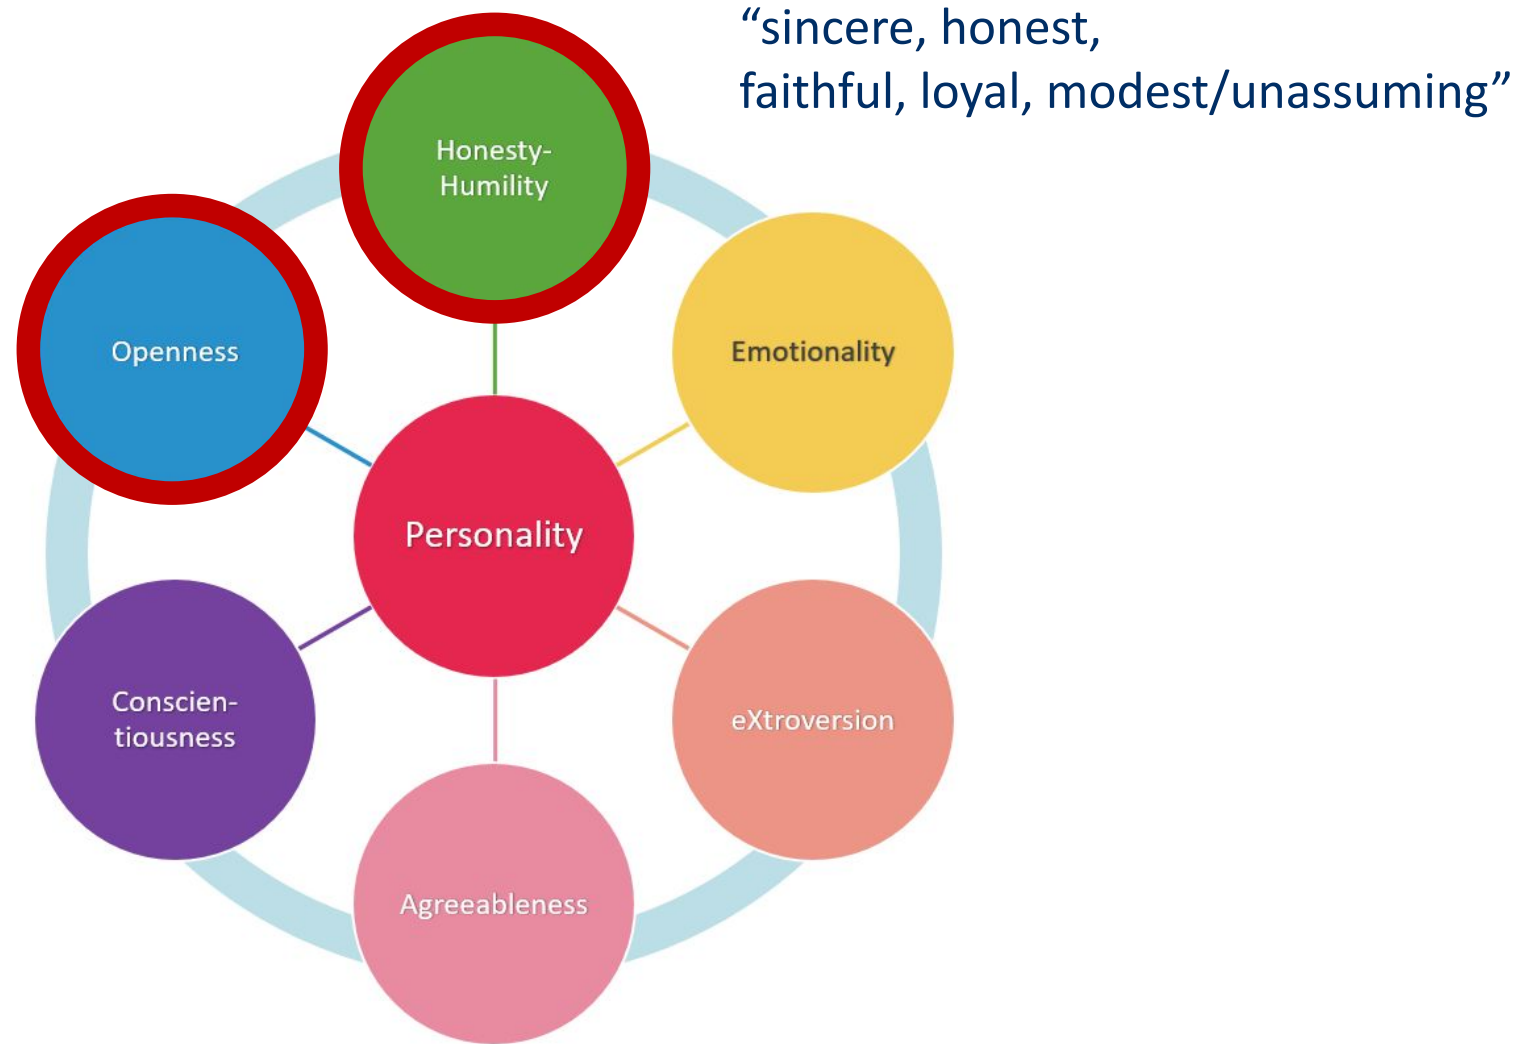 “sincere, honest,
faithful, loyal, modest/unassuming”
Honesty-
Humility
Openness
Emotionality
Personality
Conscien-
tiousness
eXtroversion
Agreeableness